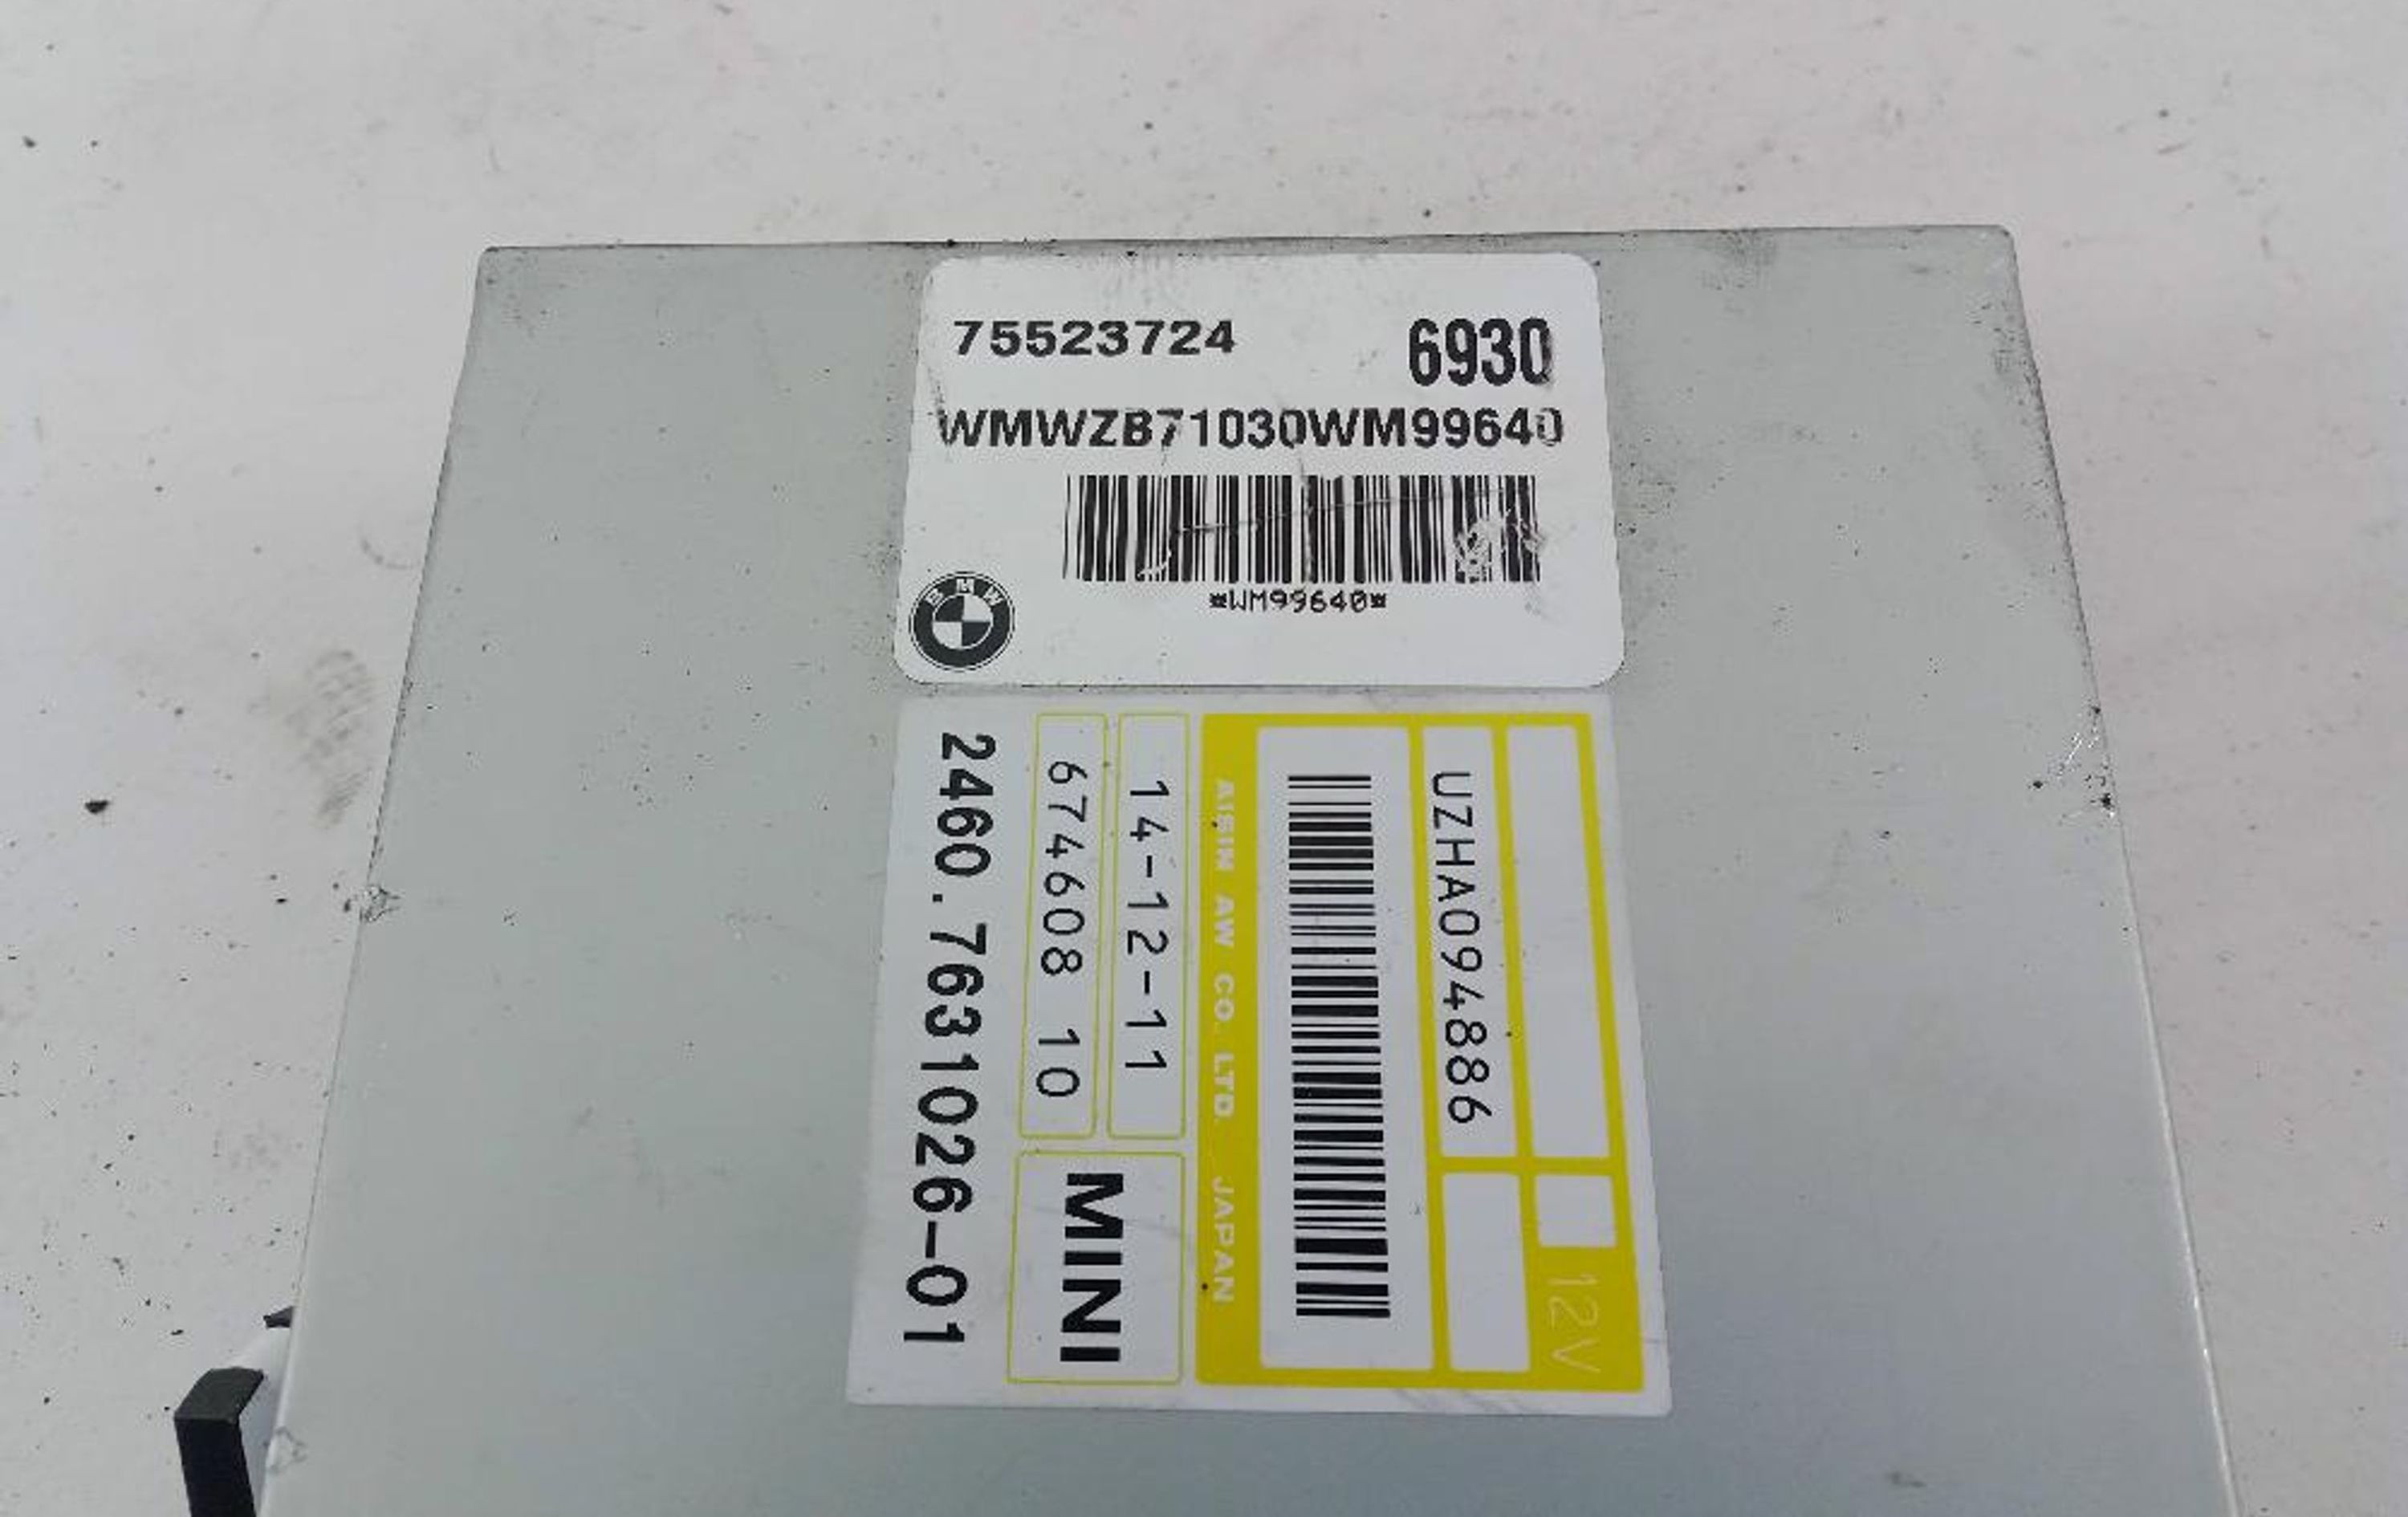 75523724 6930
WMWZB71030WM99640
*WM99640*
BMW
12V
UZHA094886
AISIN AW CO. LTD. JAPAN
14-12-11
674608 10
MINI
2460.7631026-01